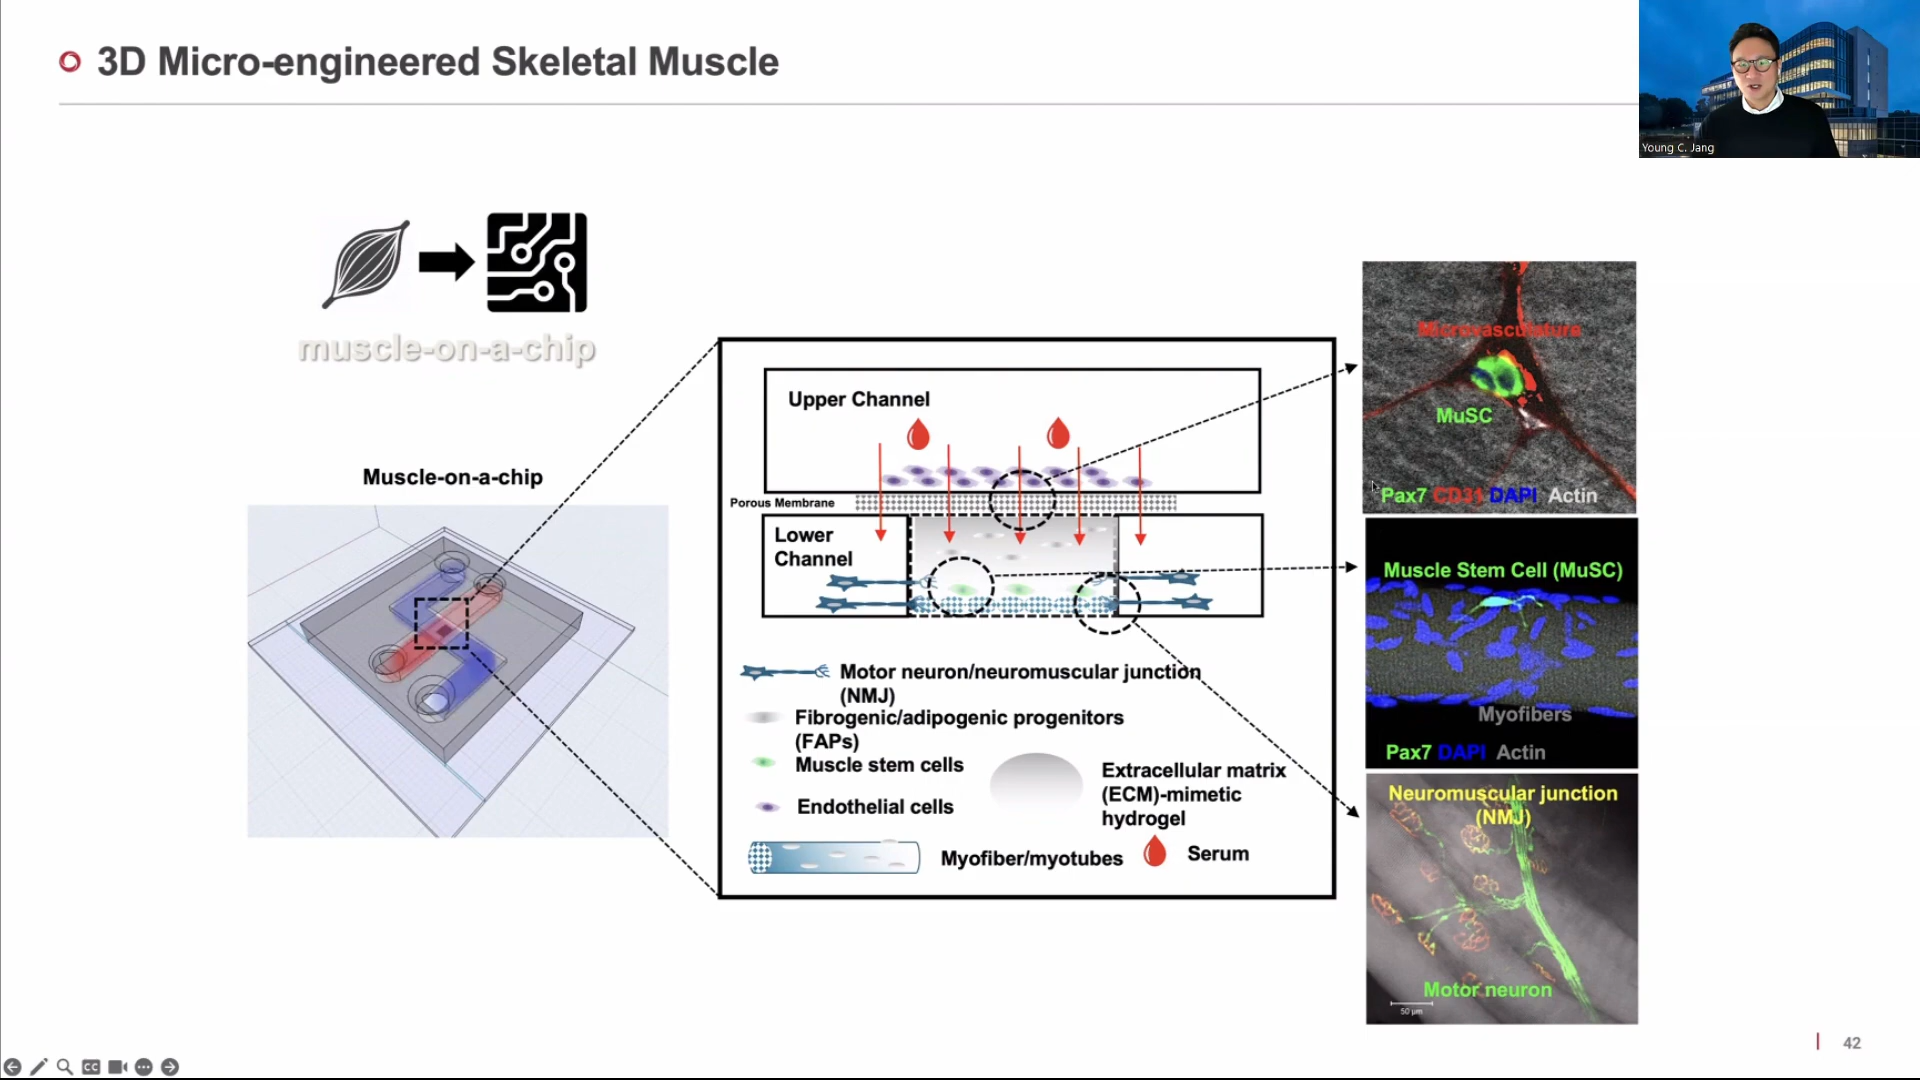 3D Micro-engineered Skeletal Muscle
Young C. Jang
muscle-on-a-chip
Muscle-on-a-chip
Upper Channel
Porous Membrane
Lower
Channel
Motor neuron/neuromuscular junction
(NMJ)
Fibrogenic/adipogenic progenitors
(FAPs)
Muscle stem cells
Endothelial cells
Extracellular matrix
(ECM)-mimetic
hydrogel
Myofiber/myotubes
Serum
Microvasculature
MuSC
Pax7 CD31 DAPI Actin
Muscle Stem Cell (MuSC)
Myofibers
Pax7 DAPI Actin
Neuromuscular junction
(NMJ)
Motor neuron
50 μm
42
CC